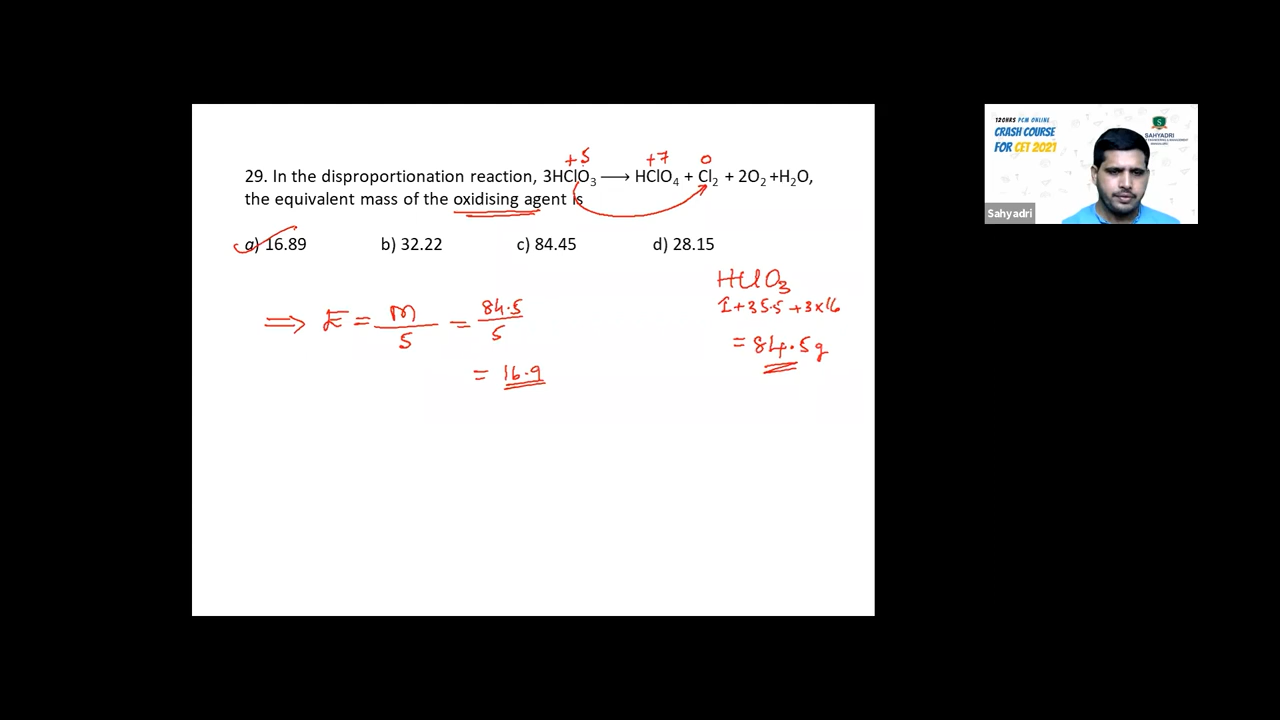 +5 +7 0
29. In the disproportionation reaction, 3HClO₃ ⟶ HClO₄ + Cl₂ + 2O₂ +H₂O,
the equivalent mass of the oxidising agent is
a) 16.89 b) 32.22 c) 84.45 d) 28.15
HClO₃
1+35.5+3×16
= 84.5g
⟹ E = M/5 = 84.5/5
= 16.9
120HRS PCM ONLINE
CRASH COURSE
FOR CET 2021
SAHYADRI
Sahyadri